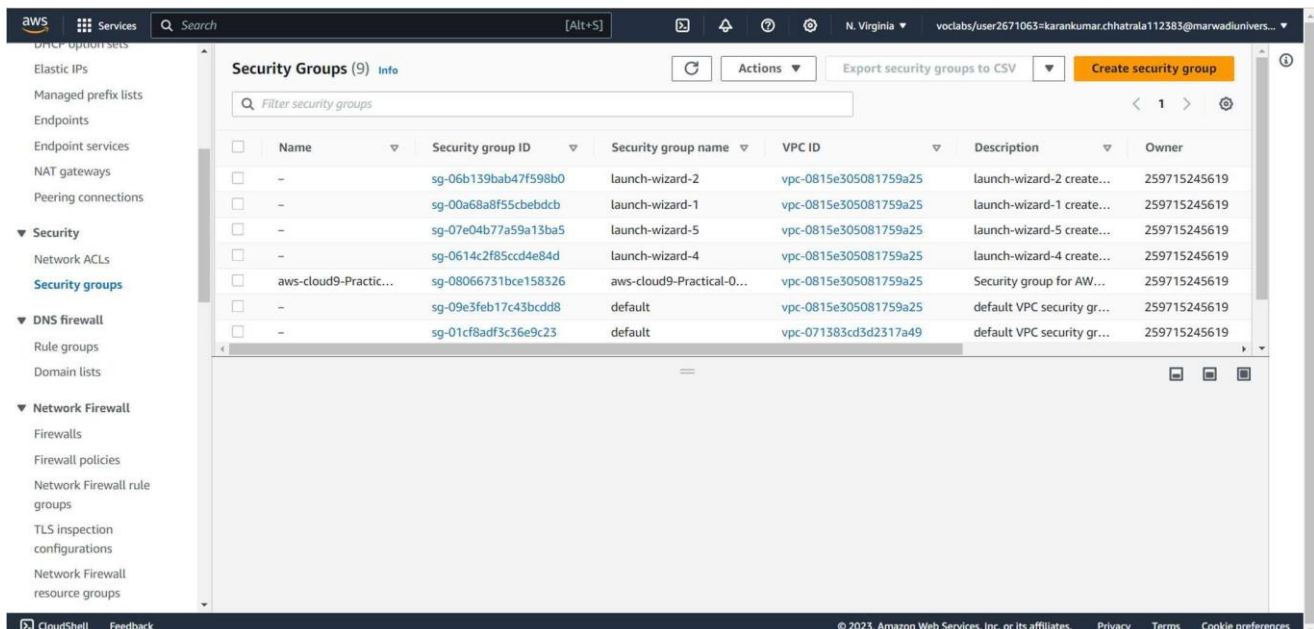 aws Services Search [Alt+S] N. Virginia voclabs/user2671063=karankumar.chhatrala112383@marwadiunivers...
DHCP option sets
Elastic IPs
Managed prefix lists
Endpoints
Endpoint services
NAT gateways
Peering connections
Security
Network ACLs
Security groups
DNS firewall
Rule groups
Domain lists
Network Firewall
Firewalls
Firewall policies
Network Firewall rule
groups
TLS inspection
configurations
Network Firewall
resource groups
Security Groups (9) Info Actions Export security groups to CSV Create security group
Filter security groups 1
Name Security group ID Security group name VPC ID Description Owner
– sg-06b139bab47f598b0 launch-wizard-2 vpc-0815e305081759a25 launch-wizard-2 create... 259715245619
– sg-00a68a8f55cbebdcb launch-wizard-1 vpc-0815e305081759a25 launch-wizard-1 create... 259715245619
– sg-07e04b77a59a13ba5 launch-wizard-5 vpc-0815e305081759a25 launch-wizard-5 create... 259715245619
– sg-0614c2f85ccd4e84d launch-wizard-4 vpc-0815e305081759a25 launch-wizard-4 create... 259715245619
aws-cloud9-Practic... sg-08066731bce158326 aws-cloud9-Practical-0... vpc-0815e305081759a25 Security group for AW... 259715245619
– sg-09e3feb17c43bcdd8 default vpc-0815e305081759a25 default VPC security gr... 259715245619
– sg-01cf8adf3c36e9c23 default vpc-071383cd3d2317a49 default VPC security gr... 259715245619
CloudShell Feedback © 2023, Amazon Web Services, Inc. or its affiliates. Privacy Terms Cookie preferences